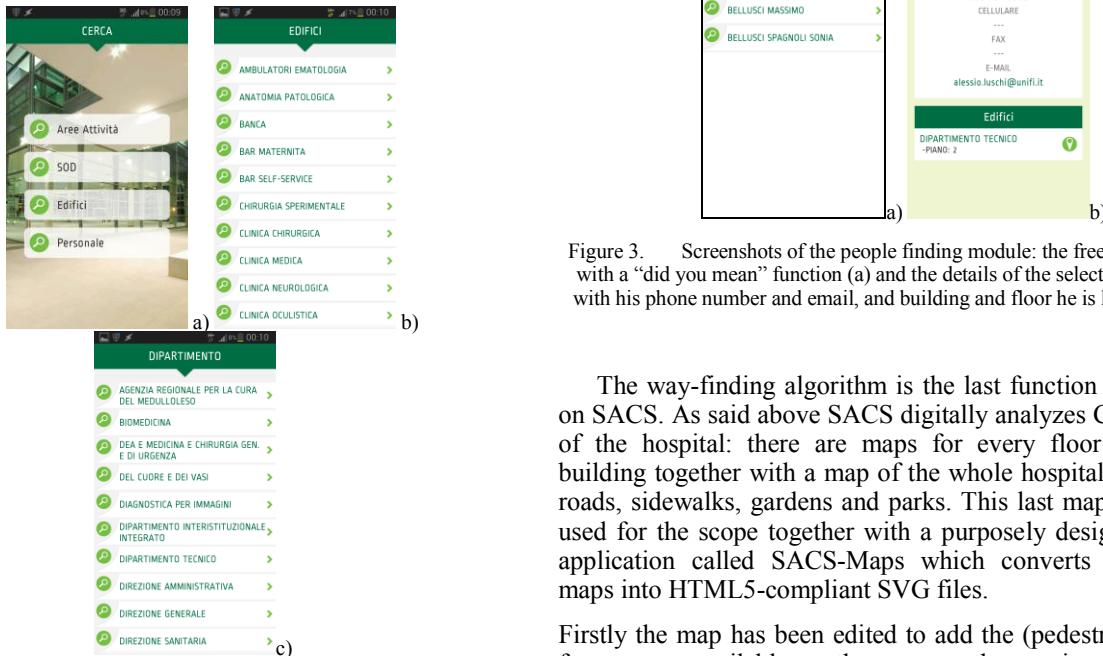 00:09
CERCA
Aree Attività
SOD
Edifici
Personale
a)
00:10
EDIFICI
AMBULATORI EMATOLOGIA
ANATOMIA PATOLOGICA
BANCA
BAR MATERNITA
BAR SELF-SERVICE
CHIRURGIA SPERIMENTALE
CLINICA CHIRURGICA
CLINICA MEDICA
CLINICA NEUROLOGICA
CLINICA OCULISTICA
b)
00:10
DIPARTIMENTO
AGENZIA REGIONALE PER LA CURA
DEL MEDULLOLESO
BIOMEDICINA
DEA E MEDICINA E CHIRURGIA GEN.
E DI URGENZA
DEL CUORE E DEI VASI
DIAGNOSTICA PER IMMAGINI
DIPARTIMENTO INTERISTITUZIONALE
INTEGRATO
DIPARTIMENTO TECNICO
DIREZIONE AMMINISTRATIVA
DIREZIONE GENERALE
DIREZIONE SANITARIA
c)
BELLUSCI MASSIMO
BELLUSCI SPAGNOLI SONIA
a)
CELLULARE
---
FAX
---
E-MAIL
alessio.luschi@unifi.it
Edifici
DIPARTIMENTO TECNICO
-PIANO: 2
b)
Figure 3. Screenshots of the people finding module: the free
with a “did you mean” function (a) and the details of the select
with his phone number and email, and building and floor he is
The way-finding algorithm is the last function
on SACS. As said above SACS digitally analyzes
of the hospital: there are maps for every floor
building together with a map of the whole hospital
roads, sidewalks, gardens and parks. This last map
used for the scope together with a purposely desig
application called SACS-Maps which converts
maps into HTML5-compliant SVG files.
Firstly the map has been edited to add the (pedestr